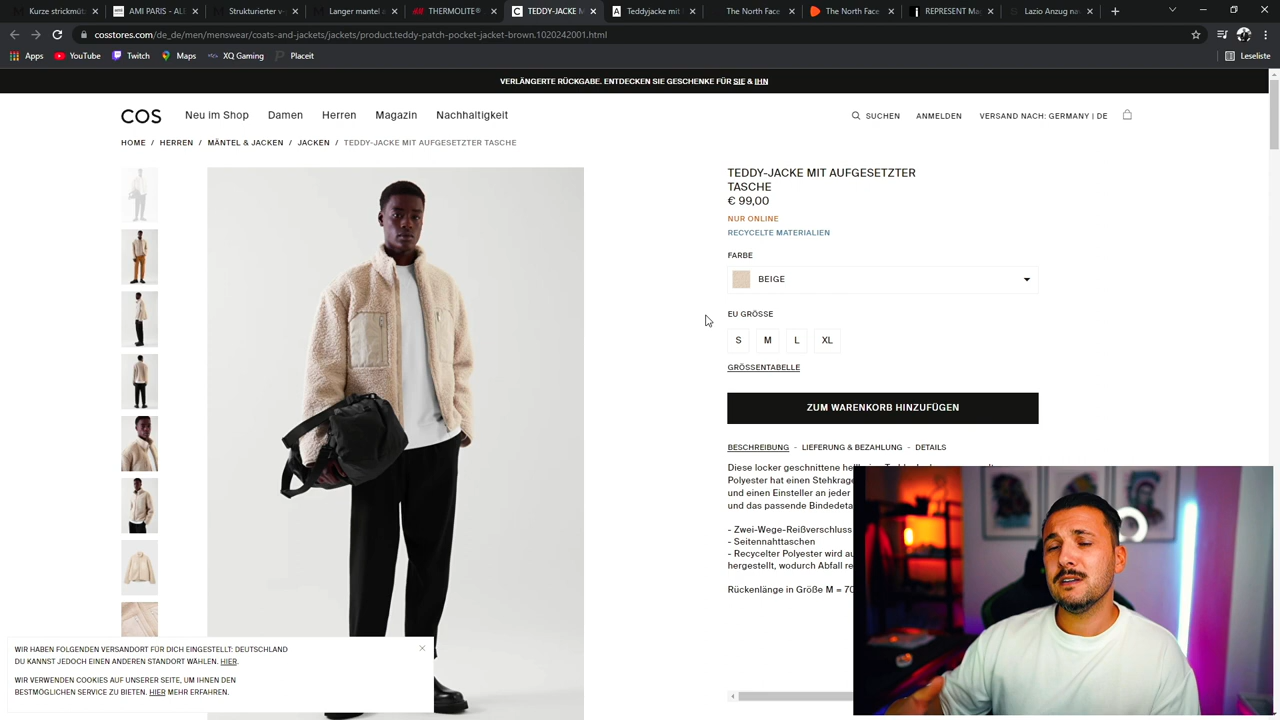 Kurze strickmüt
AMI PARIS - ALL
Strukturierter v
Langer mantel a
THERMOLITE®
TEDDY-JACKE M
Teddyjacke mit
The North Face
The North Face
REPRESENT Mar
Lazio Anzug na
cosstores.com/de_de/men/menswear/coats-and-jackets/jackets/product.teddy-patch-pocket-jacket-brown.1020242001.html
Apps
YouTube
Twitch
Maps
XQ Gaming
Placeit
Leseliste
VERLÄNGERTE RÜCKGABE. ENTDECKEN SIE GESCHENKE FÜR SIE & IHN
COS
Neu im Shop
Damen
Herren
Magazin
Nachhaltigkeit
SUCHEN
ANMELDEN
VERSAND NACH: GERMANY | DE
HOME / HERREN / MÄNTEL & JACKEN / JACKEN / TEDDY-JACKE MIT AUFGESETZTER TASCHE
TEDDY-JACKE MIT AUFGESETZTER
TASCHE
€ 99,00
NUR ONLINE
RECYCELTE MATERIALIEN
FARBE
BEIGE
EU GRÖSSE
S M L XL
GRÖSSENTABELLE
ZUM WARENKORB HINZUFÜGEN
BESCHREIBUNG - LIEFERUNG & BEZAHLUNG - DETAILS
Diese locker geschnittene
Polyester hat einen Stehkrage
und einen Einsteller an jeder
und das passende Bindedeta
- Zwei-Wege-Reißverschluss
- Seitennahttaschen
- Recycelter Polyester wird au
hergestellt, wodurch Abfall re
Rückenlänge in Größe M = 70
WIR HABEN FOLGENDEN VERSANDORT FÜR DICH EINGESTELLT: DEUTSCHLAND
DU KANNST JEDOCH EINEN ANDEREN STANDORT WÄHLEN. HIER.
WIR VERWENDEN COOKIES AUF UNSERER SEITE, UM IHNEN DEN
BESTMÖGLICHEN SERVICE ZU BIETEN. HIER MEHR ERFAHREN.